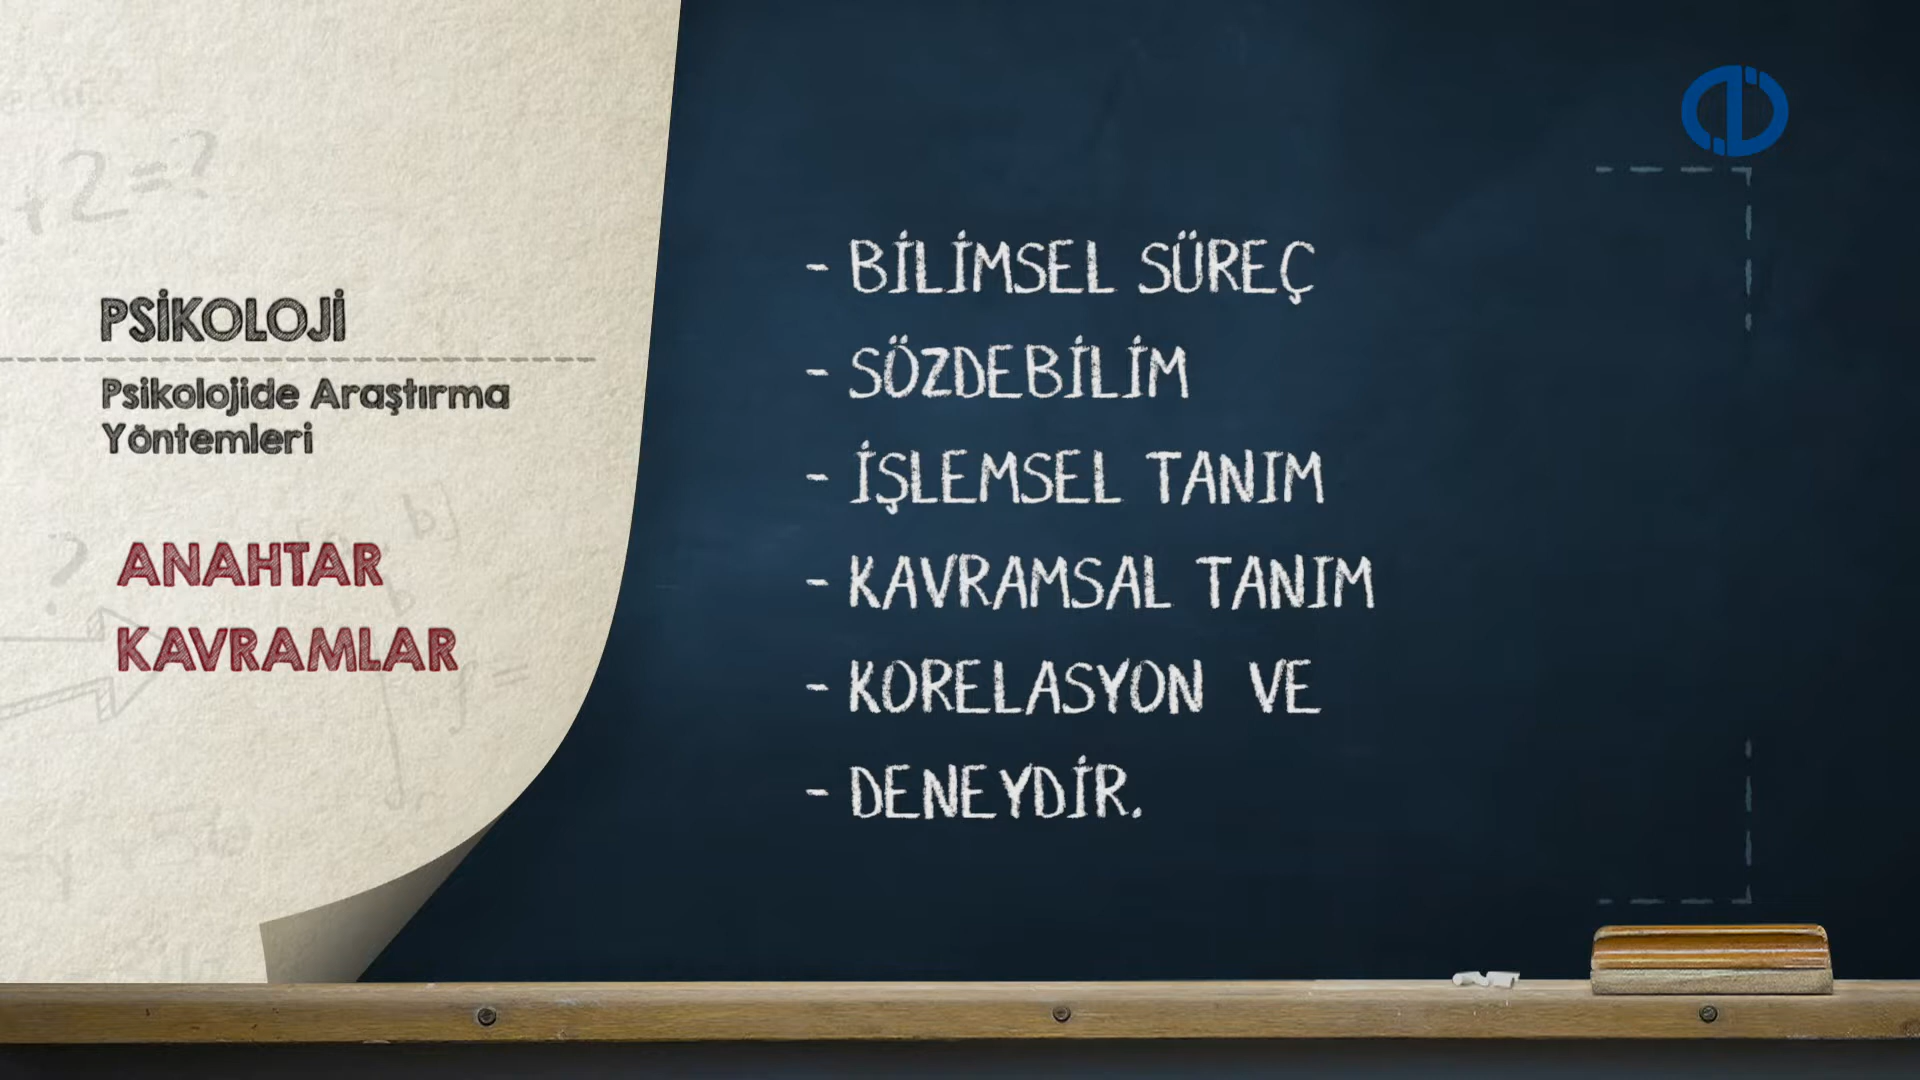 PSİKOLOJİ
Psikolojide Araştırma
Yöntemleri
ANAHTAR
KAVRAMLAR
- BİLİMSEL SÜREÇ
- SÖZDEBİLİM
- İŞLEMSEL TANIM
- KAVRAMSAL TANIM
- KORELASYON VE
- DENEYDİR.